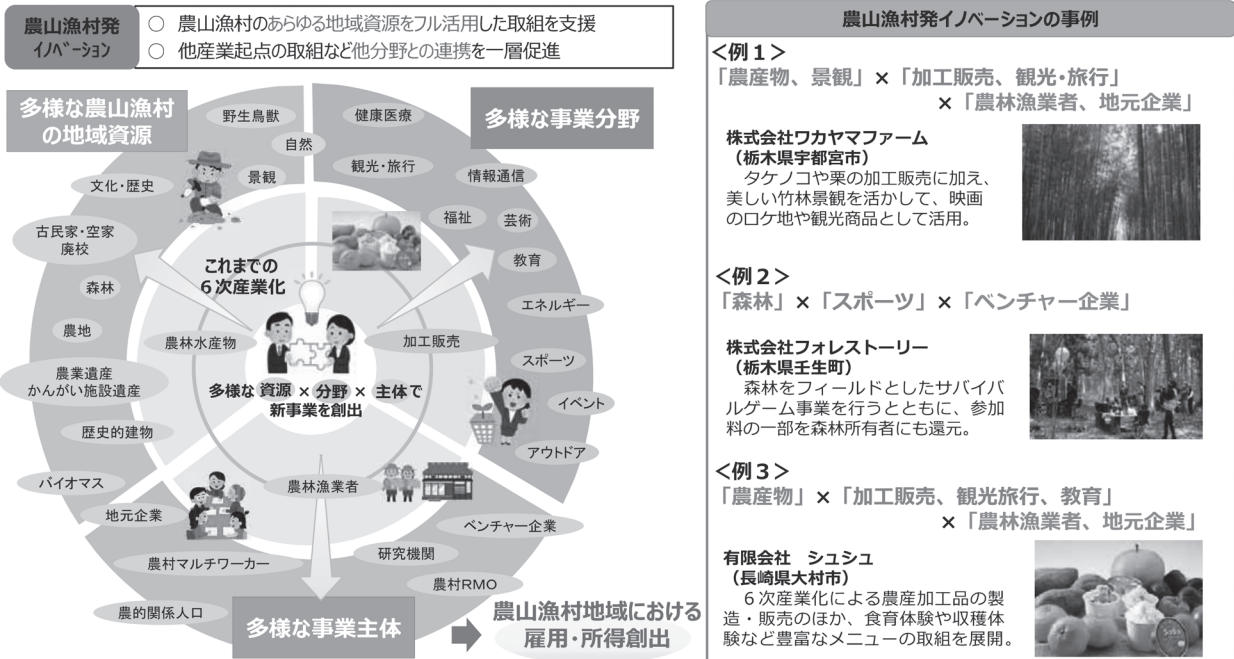 農山漁村発
イノベーション
○ 農山漁村のあらゆる地域資源をフル活用した取組を支援
○ 他産業起点の取組など他分野との連携を一層促進
多様な農山漁村
の地域資源
多様な事業分野
野生鳥獣
自然
景観
文化・歴史
古民家・空家
廃校
森林
農地
農業遺産
かんがい施設遺産
歴史的建物
バイオマス
健康医療
観光・旅行
情報通信
福祉
芸術
教育
エネルギー
スポーツ
イベント
アウトドア
これまでの
6次産業化
農林水産物
加工販売
多様な 資源 × 分野 × 主体で
新事業を創出
農林漁業者
地元企業
農村マルチワーカー
農的関係人口
ベンチャー企業
研究機関
農村RMO
多様な事業主体
農山漁村地域における
雇用・所得創出
農山漁村発イノベーションの事例
＜例１＞
「農産物、景観」×「加工販売、観光・旅行」
×「農林漁業者、地元企業」
株式会社ワカヤマファーム
（栃木県宇都宮市）
タケノコや栗の加工販売に加え、
美しい竹林景観を活かして、映画
のロケ地や観光商品として活用。
＜例２＞
「森林」×「スポーツ」×「ベンチャー企業」
株式会社フォレストーリー
（栃木県壬生町）
森林をフィールドとしたサバイバ
ルゲーム事業を行うとともに、参加
料の一部を森林所有者にも還元。
＜例３＞
「農産物」×「加工販売、観光旅行、教育」
×「農林漁業者、地元企業」
有限会社　シュシュ
（長崎県大村市）
６次産業化による農産加工品の製
造・販売のほか、食育体験や収穫体
験など豊富なメニューの取組を展開。